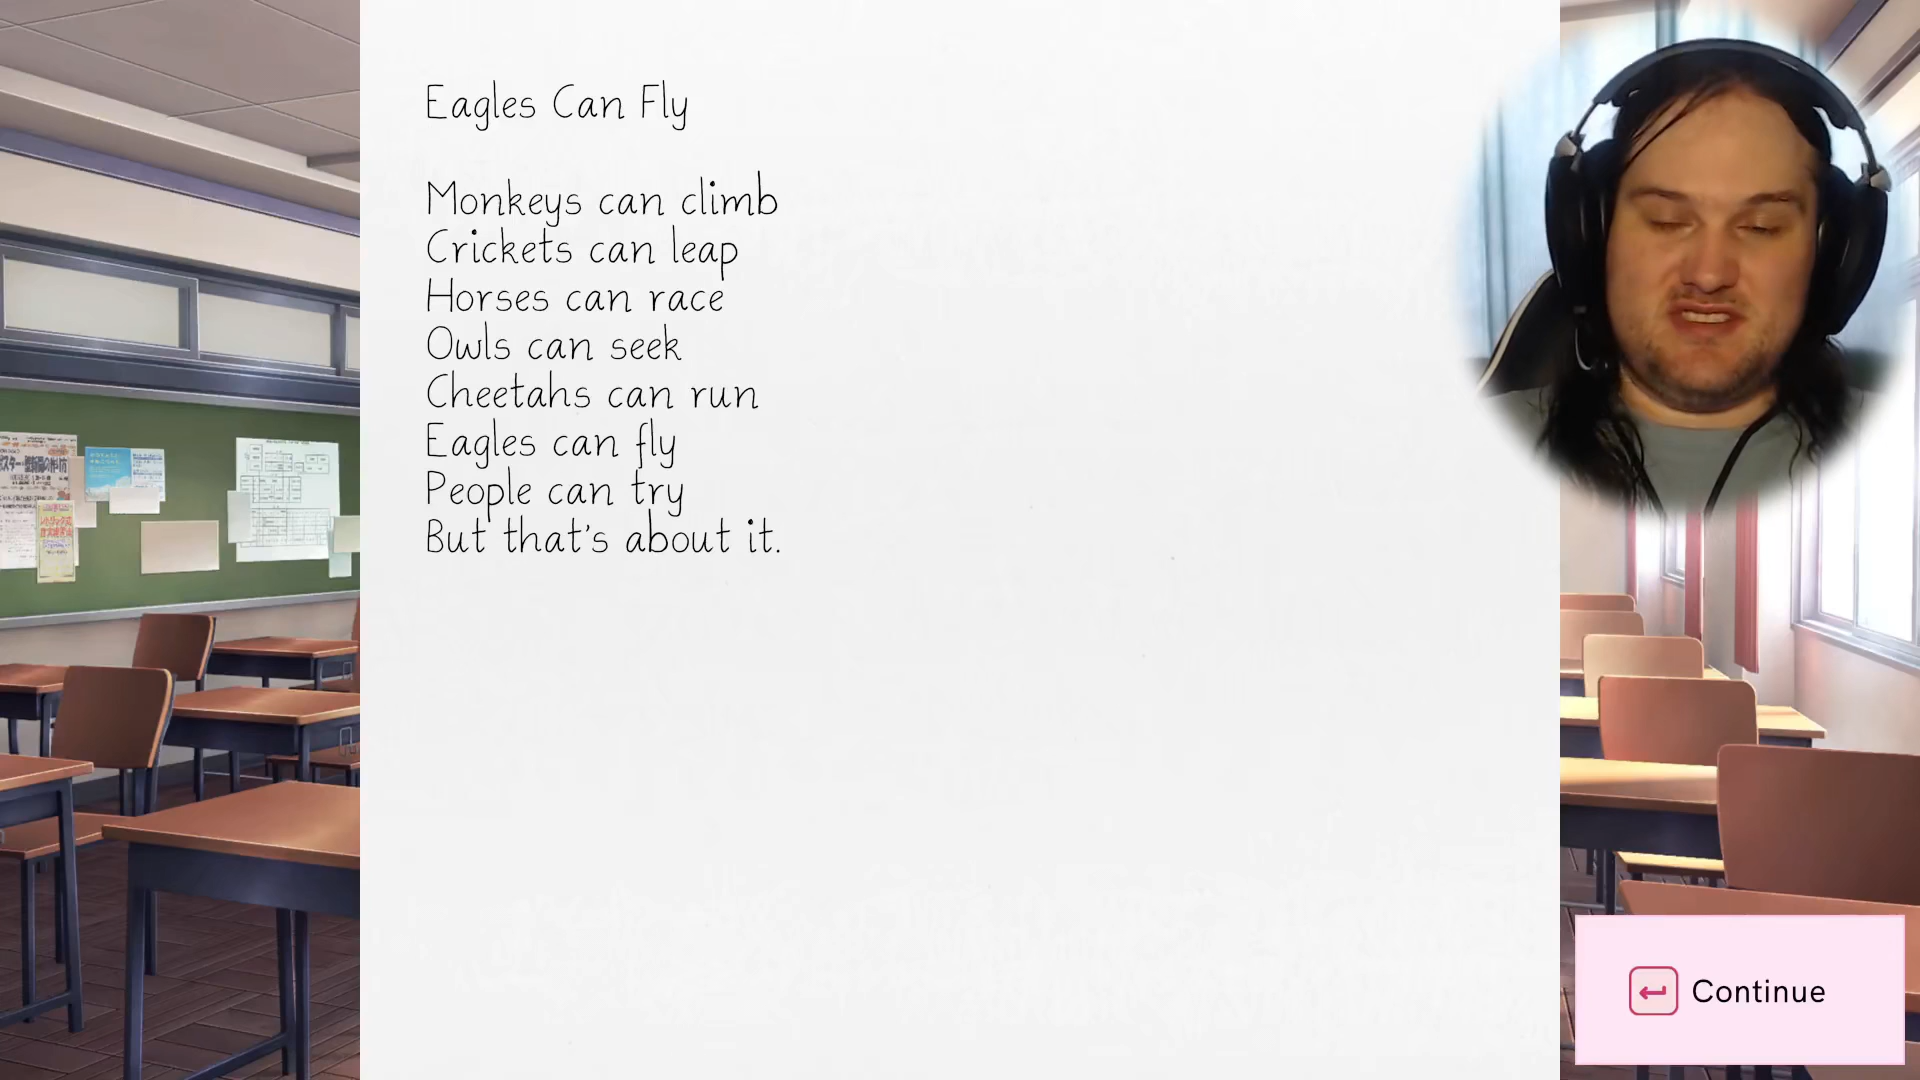 Eagles Can Fly
Monkeys can climb
Crickets can leap
Horses can race
Owls can seek
Cheetahs can run
Eagles can fly
People can try
But that's about it.
Continue